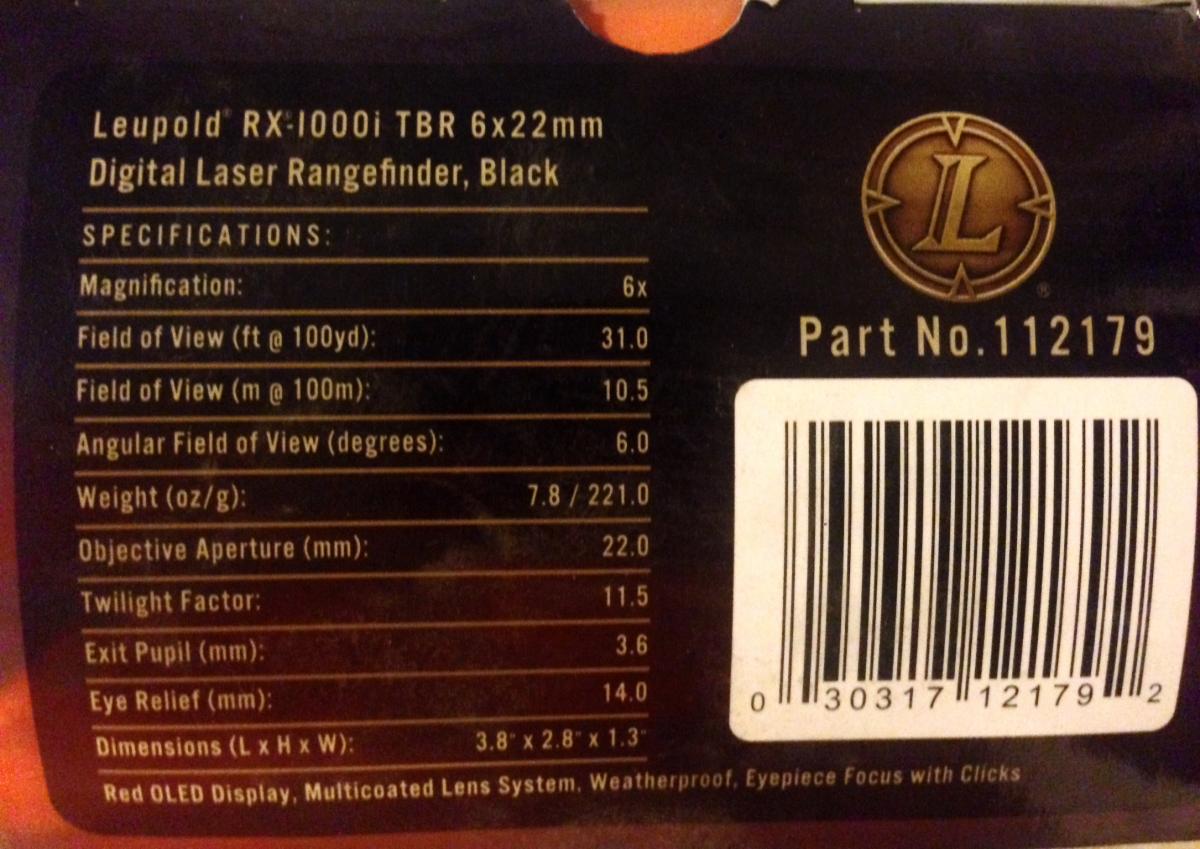 Leupold® RX®-1000i TBR 6x22mm
Digital Laser Rangefinder, Black
SPECIFICATIONS:
Magnification: 6x
Field of View (ft @ 100yd): 31.0
Field of View (m @ 100m): 10.5
Angular Field of View (degrees): 6.0
Weight (oz/g): 7.8 / 221.0
Objective Aperture (mm): 22.0
Twilight Factor: 11.5
Exit Pupil (mm): 3.6
Eye Relief (mm): 14.0
Dimensions (L x H x W): 3.8" x 2.8" x 1.3"
Red OLED Display, Multicoated Lens System, Weatherproof, Eyepiece Focus with Clicks
L
®
Part No.112179
0 30317 12179 2